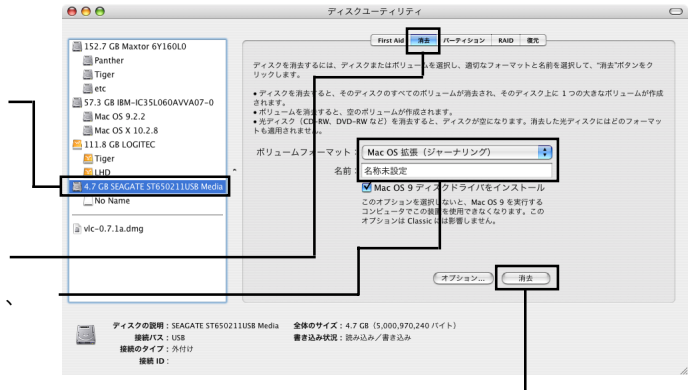 ディスクユーティリティ
152.7 GB Maxtor 6Y160L0
Panther
Tiger
etc
57.3 GB IBM-IC35L060AVVA07-0
Mac OS 9.2.2
Mac OS X 10.2.8
111.8 GB LOGITEC
Tiger
LHD
4.7 GB SEAGATE ST650211USB Media
No Name
vlc-0.7.1a.dmg
First Aid 消去 パーティション RAID 復元
ディスクを消去するには、ディスクまたはボリュームを選択し、適切なフォーマットと名前を選択して、"消去"ボタンをク
リックします。
• ディスクを消去すると、そのディスクのすべてのボリュームが消去され、そのディスク上に 1 つの大きなボリュームが作成
されます。
• ボリュームを消去すると、空のボリュームが作成されます。
• 光ディスク（CD-RW、DVD-RW など）を消去すると、ディスクが空になります。消去した光ディスクにはどのフォーマッ
トも適用されません。
ボリュームフォーマット： Mac OS 拡張（ジャーナリング）
名前： 名称未設定
Mac OS 9 ディスクドライバをインストール
このオプションを選択しないと、Mac OS 9 を実行する
コンピュータでこの装置を使用できなくなります。この
オプションは Classic には影響しません。
オプション... 消去
、
ディスクの説明：SEAGATE ST650211USB Media 全体のサイズ：4.7 GB（5,000,970,240 バイト）
接続バス：USB 書き込み状況：読み込み／書き込み
接続のタイプ：外付け
接続 ID：